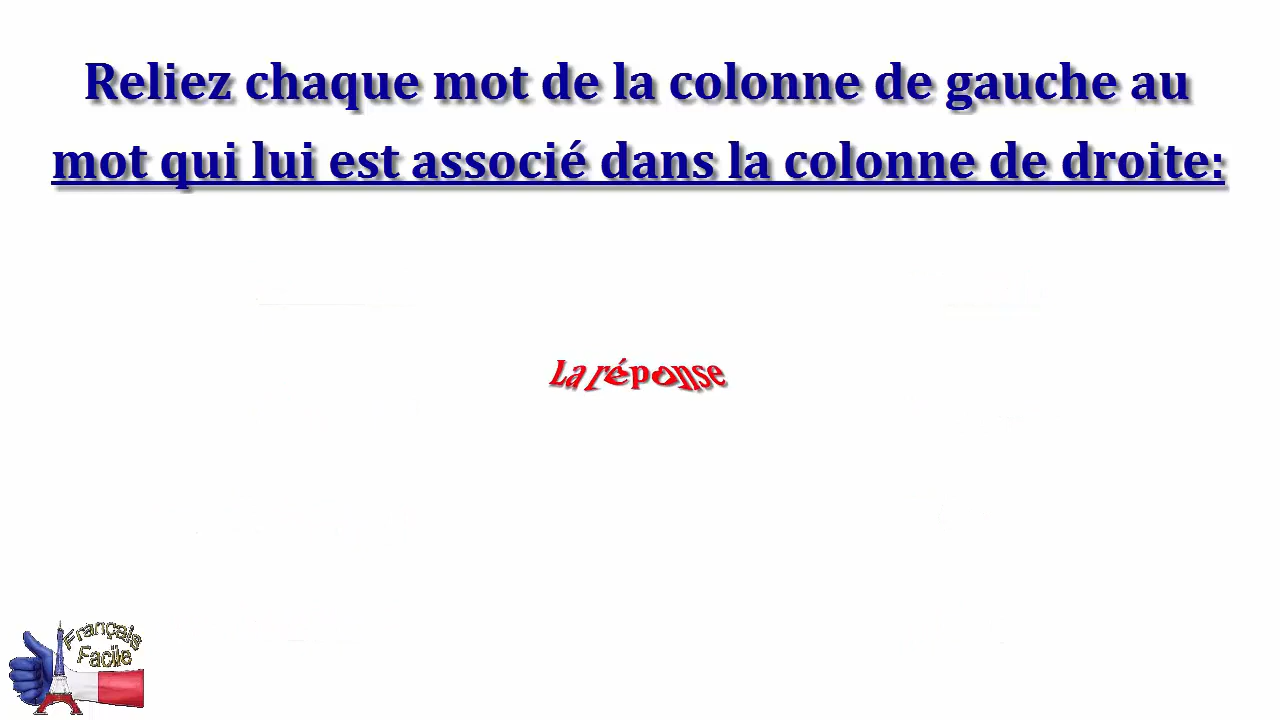 Reliez chaque mot de la colonne de gauche au
mot qui lui est associé dans la colonne de droite:
La réponse
Français
Facile